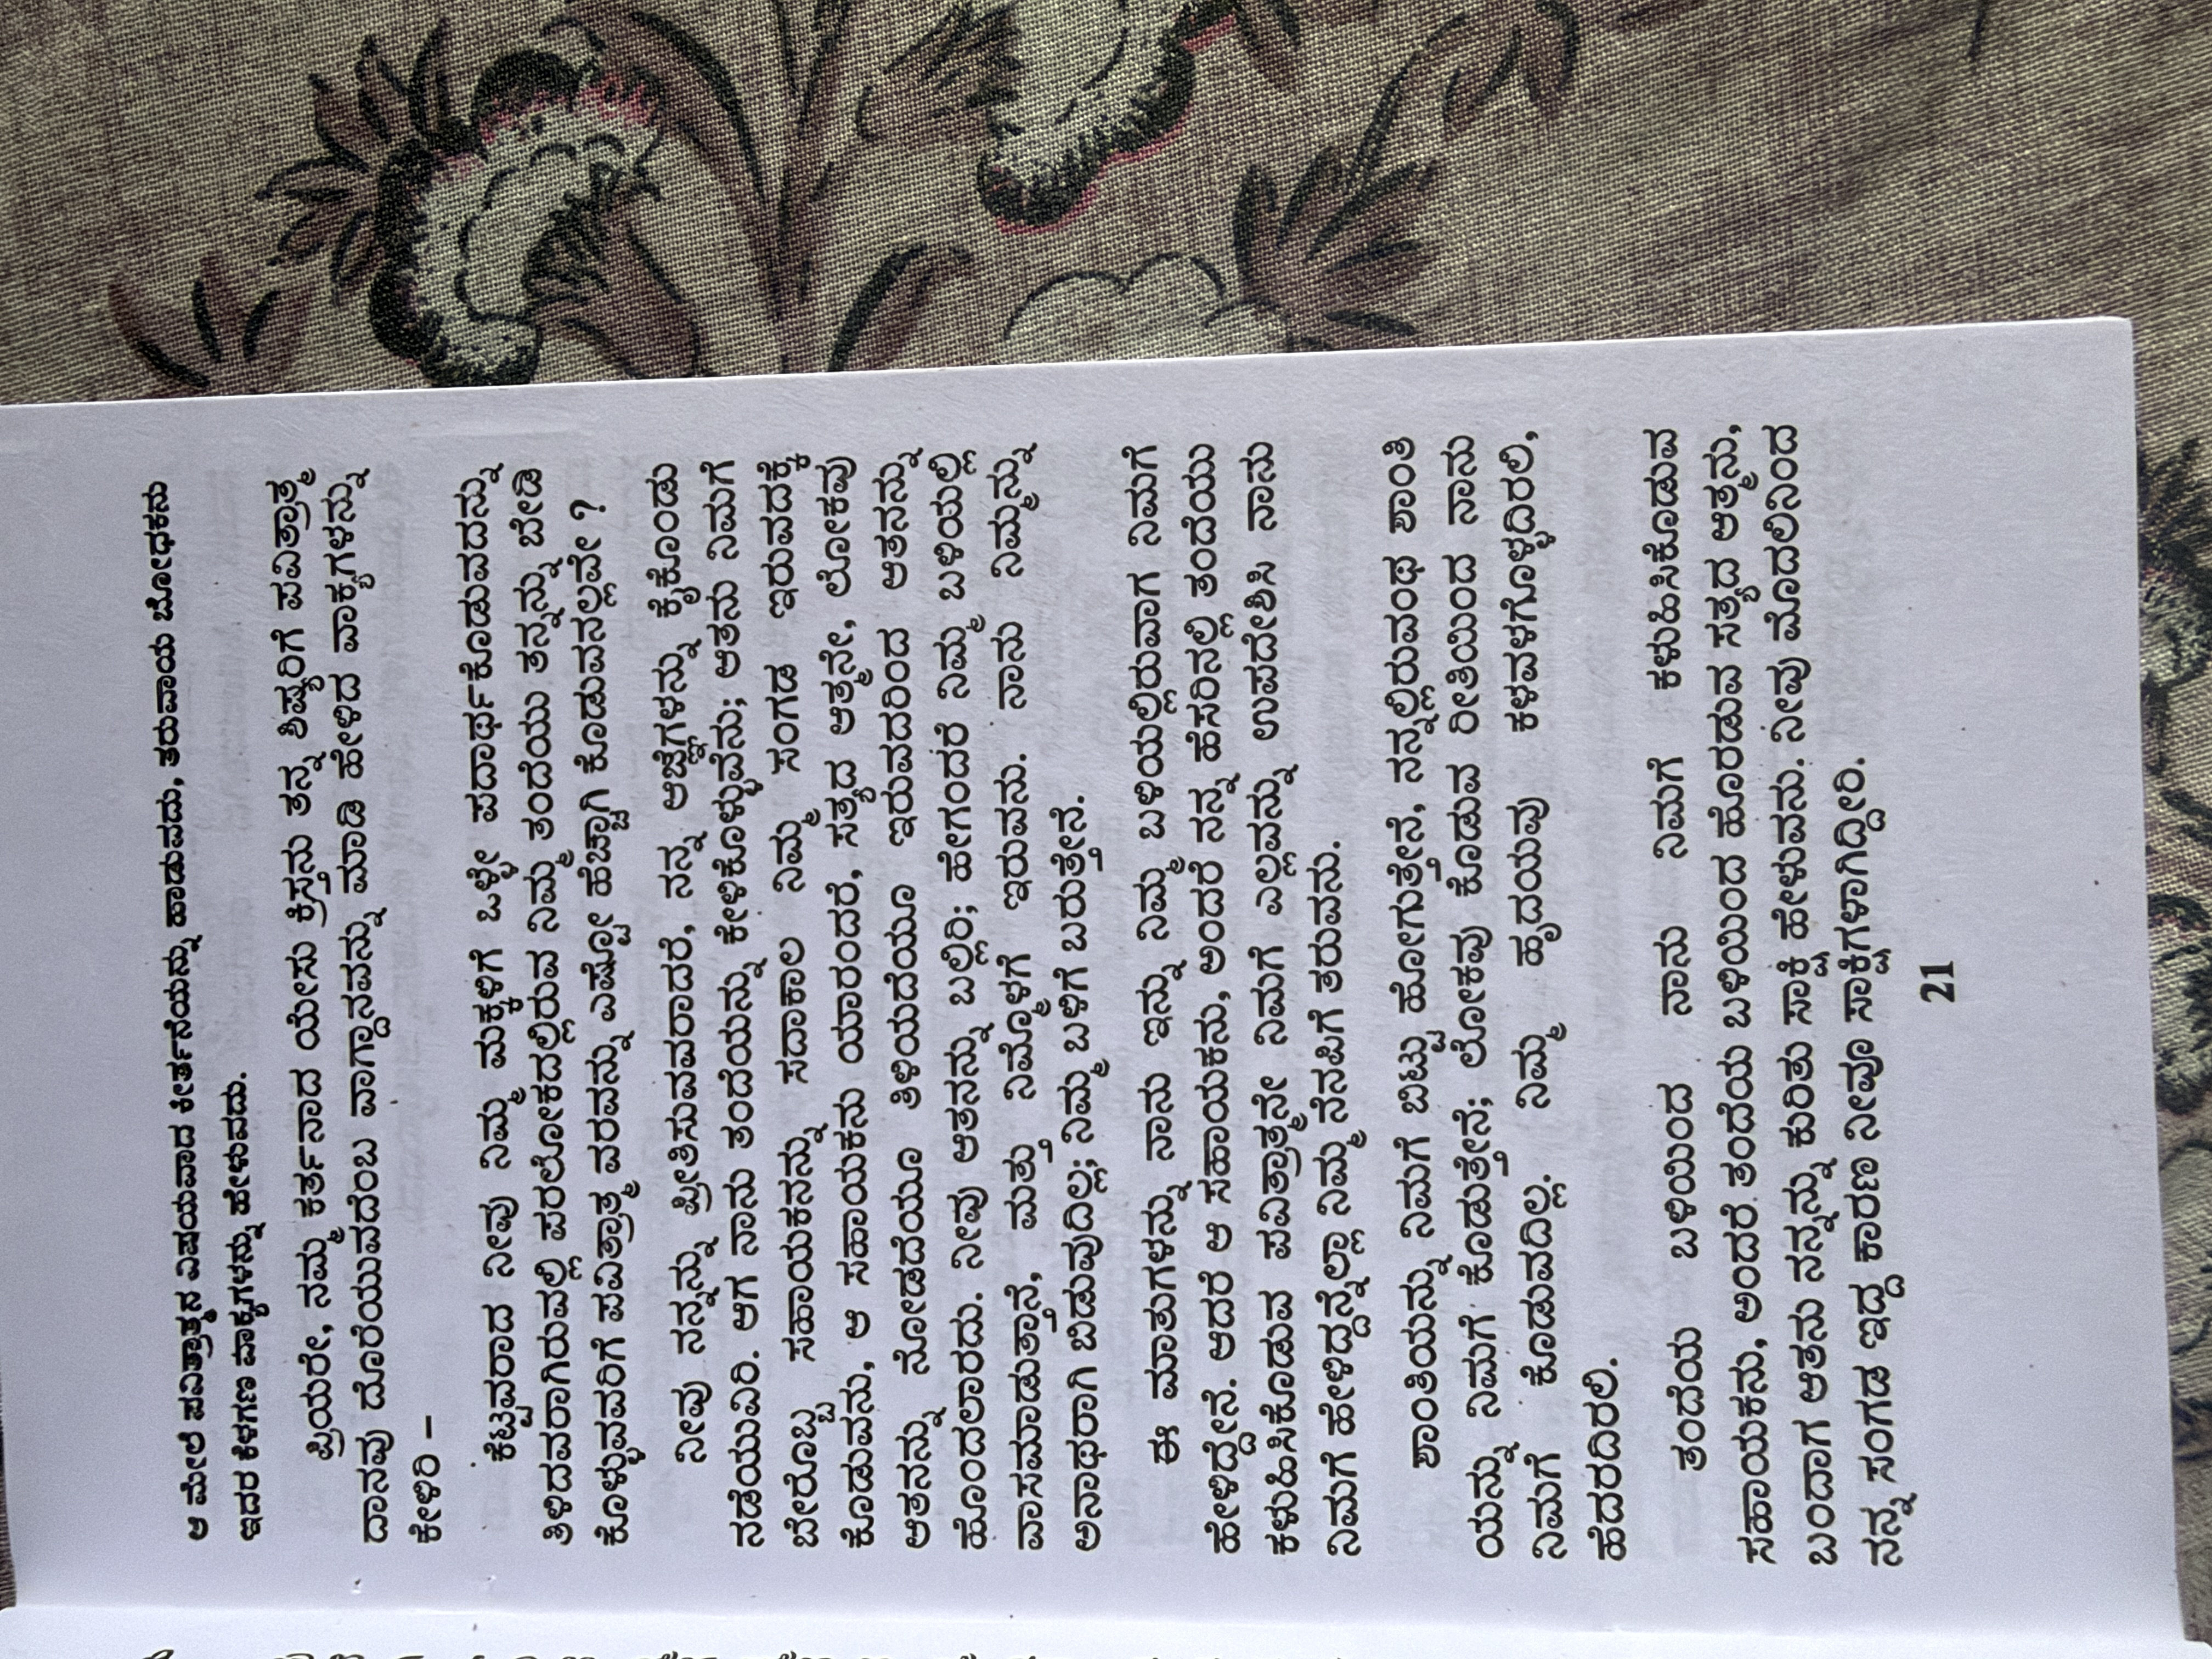 ಆ ಮೇಲೆ ಪವಿತ್ರಾತ್ಮನ ವಿಷಯವಾದ ಕೀರ್ತನೆಯನ್ನು ಹಾಡುವದು, ತರುವಾಯ ಬೋಧಕನು
ಇದರ ಕೆಳಗಣ ವಾಕ್ಯಗಳನ್ನು ಹೇಳುವದು.
ಪ್ರಿಯರೇ, ನಮ್ಮ ಕರ್ತನಾದ ಯೇಸು ಕ್ರಿಸ್ತನು ತನ್ನ ಶಿಷ್ಯರಿಗೆ ಪವಿತ್ರಾತ್ಮ
ದಾನವು ದೊರೆಯುವದೆಂಬ ವಾಗ್ದಾನವನ್ನು ಮಾಡಿ ಹೇಳಿದ ವಾಕ್ಯಗಳನ್ನು
ಕೇಳಿರಿ –
ಕೆಟ್ಟವರಾದ ನೀವು ನಿಮ್ಮ ಮಕ್ಕಳಿಗೆ ಒಳ್ಳೇ ಪದಾರ್ಥಕೊಡುವದನ್ನು
ತಿಳಿದವರಾಗಿರುವಲ್ಲಿ ಪರಲೋಕದಲ್ಲಿರುವ ನಿಮ್ಮ ತಂದೆಯು ತನ್ನನ್ನು ಬೇಡಿ
ಕೊಳ್ಳುವವರಿಗೆ ಪವಿತ್ರಾತ್ಮ ವರವನ್ನು ಎಷ್ಟೋ ಹೆಚ್ಚಾಗಿ ಕೊಡುವನಲ್ಲವೇ ?
ನೀವು ನನ್ನನ್ನು ಪ್ರೀತಿಸುವವರಾದರೆ, ನನ್ನ ಆಜ್ಞೆಗಳನ್ನು ಕೈಕೊಂಡು
ನಡೆಯುವಿರಿ. ಆಗ ನಾನು ತಂದೆಯನ್ನು ಕೇಳಿಕೊಳ್ಳುವೆನು; ಆತನು ನಿಮಗೆ
ಬೇರೊಬ್ಬ ಸಹಾಯಕನನ್ನು ಸದಾಕಾಲ ನಿಮ್ಮ ಸಂಗಡ ಇರುವದಕ್ಕೆ
ಕೊಡುವನು, ಆ ಸಹಾಯಕನು ಯಾರಂದರೆ, ಸತ್ಯದ ಆತ್ಮನೇ, ಲೋಕವು
ಆತನನ್ನು ನೋಡದೆಯೂ ತಿಳಿಯದೆಯೂ ಇರುವದರಿಂದ ಆತನನ್ನು
ಹೊಂದಲಾರದು. ನೀವು ಆತನನ್ನು ಬಲ್ಲಿರಿ; ಹೇಗಂದರೆ ನಿಮ್ಮ ಬಳಿಯಲ್ಲಿ
ವಾಸಮಾಡುತ್ತಾನೆ, ಮತ್ತು ನಿಮ್ಮೊಳಗೆ ಇರುವನು. ನಾನು ನಿಮ್ಮನ್ನು
ಅನಾಥರಾಗಿ ಬಿಡುವುದಿಲ್ಲ; ನಿಮ್ಮ ಬಳಿಗೆ ಬರುತ್ತೇನೆ.
ಈ ಮಾತುಗಳನ್ನು ನಾನು ಇನ್ನು ನಿಮ್ಮ ಬಳಿಯಲ್ಲಿರುವಾಗ ನಿಮಗೆ
ಹೇಳಿದ್ದೇನೆ. ಆದರೆ ಆ ಸಹಾಯಕನು, ಅಂದರೆ ನನ್ನ ಹೆಸರಿನಲ್ಲಿ ತಂದೆಯು
ಕಳುಹಿಸಿಕೊಡುವ ಪವಿತ್ರಾತ್ಮನೇ ನಿಮಗೆ ಎಲ್ಲವನ್ನು ಉಪದೇಶಿಸಿ ನಾನು
ನಿಮಗೆ ಹೇಳಿದ್ದನ್ನೆಲ್ಲಾ ನಿಮ್ಮ ನೆನಪಿಗೆ ತರುವನು.
ಶಾಂತಿಯನ್ನು ನಿಮಗೆ ಬಿಟ್ಟು ಹೋಗುತ್ತೇನೆ, ನನ್ನಲ್ಲಿರುವಂಥ ಶಾಂತಿ
ಯನ್ನು ನಿಮಗೆ ಕೊಡುತ್ತೇನೆ; ಲೋಕವು ಕೊಡುವ ರೀತಿಯಿಂದ ನಾನು
ನಿಮಗೆ ಕೊಡುವದಿಲ್ಲ. ನಿಮ್ಮ ಹೃದಯವು ಕಳವಳಗೊಳ್ಳದಿರಲಿ,
ಹೆದರದಿರಲಿ.
ತಂದೆಯ ಬಳಿಯಿಂದ ನಾನು ನಿಮಗೆ ಕಳುಹಿಸಿಕೊಡುವ
ಸಹಾಯಕನು, ಅಂದರೆ ತಂದೆಯ ಬಳಿಯಿಂದ ಹೊರಡುವ ಸತ್ಯದ ಆತ್ಮನು,
ಬಂದಾಗ ಆತನು ನನ್ನನ್ನು ಕುರಿತು ಸಾಕ್ಷಿ ಹೇಳುವನು. ನೀವು ಮೊದಲಿನಿಂದ
ನನ್ನ ಸಂಗಡ ಇದ್ದ ಕಾರಣ ನೀವೂ ಸಾಕ್ಷಿಗಳಾಗಿದ್ದೀರಿ.
21